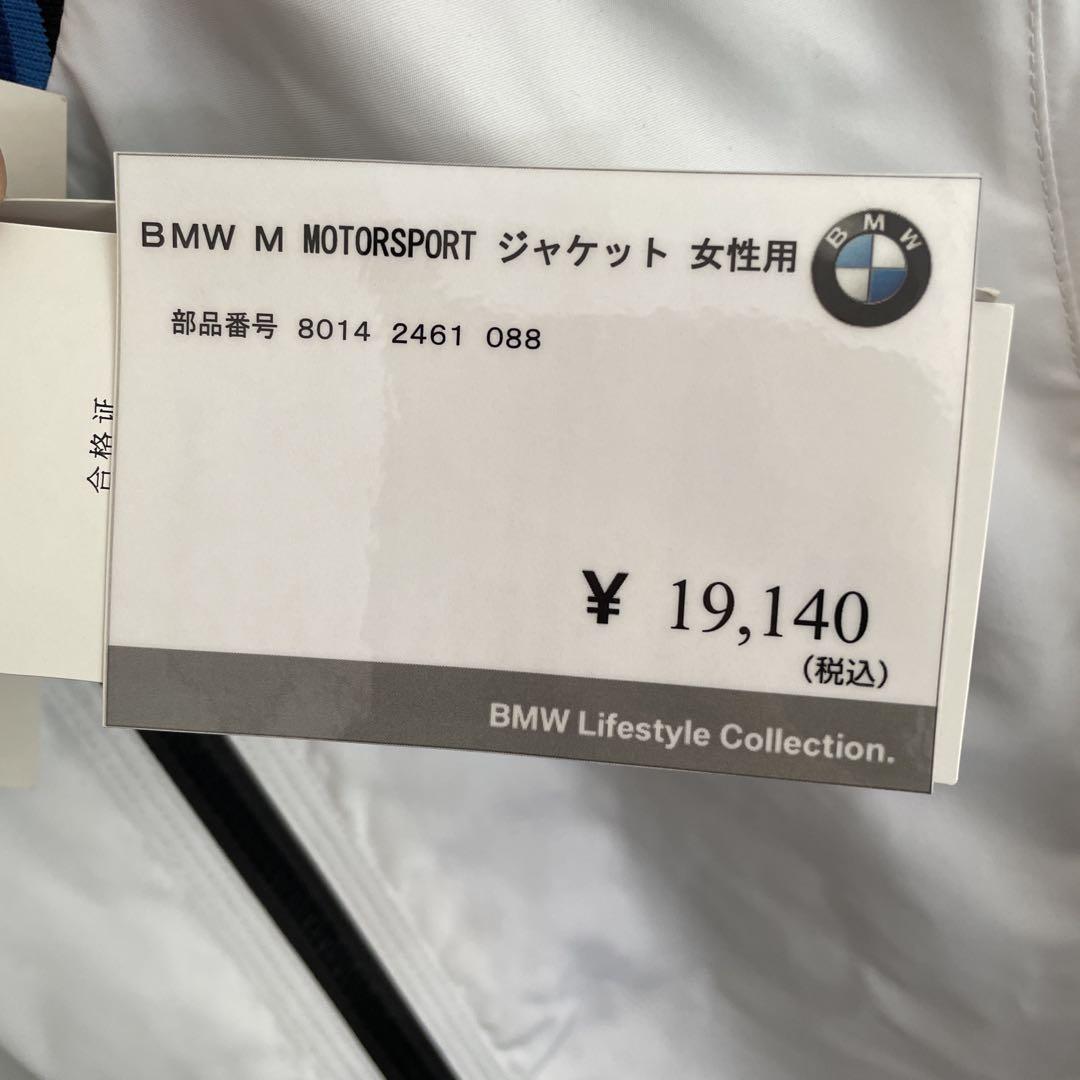 BMW M MOTORSPORT ジャケット 女性用
BMW
部品番号 8014 2461 088
合格证
¥ 19,140
(税込)
BMW Lifestyle Collection.